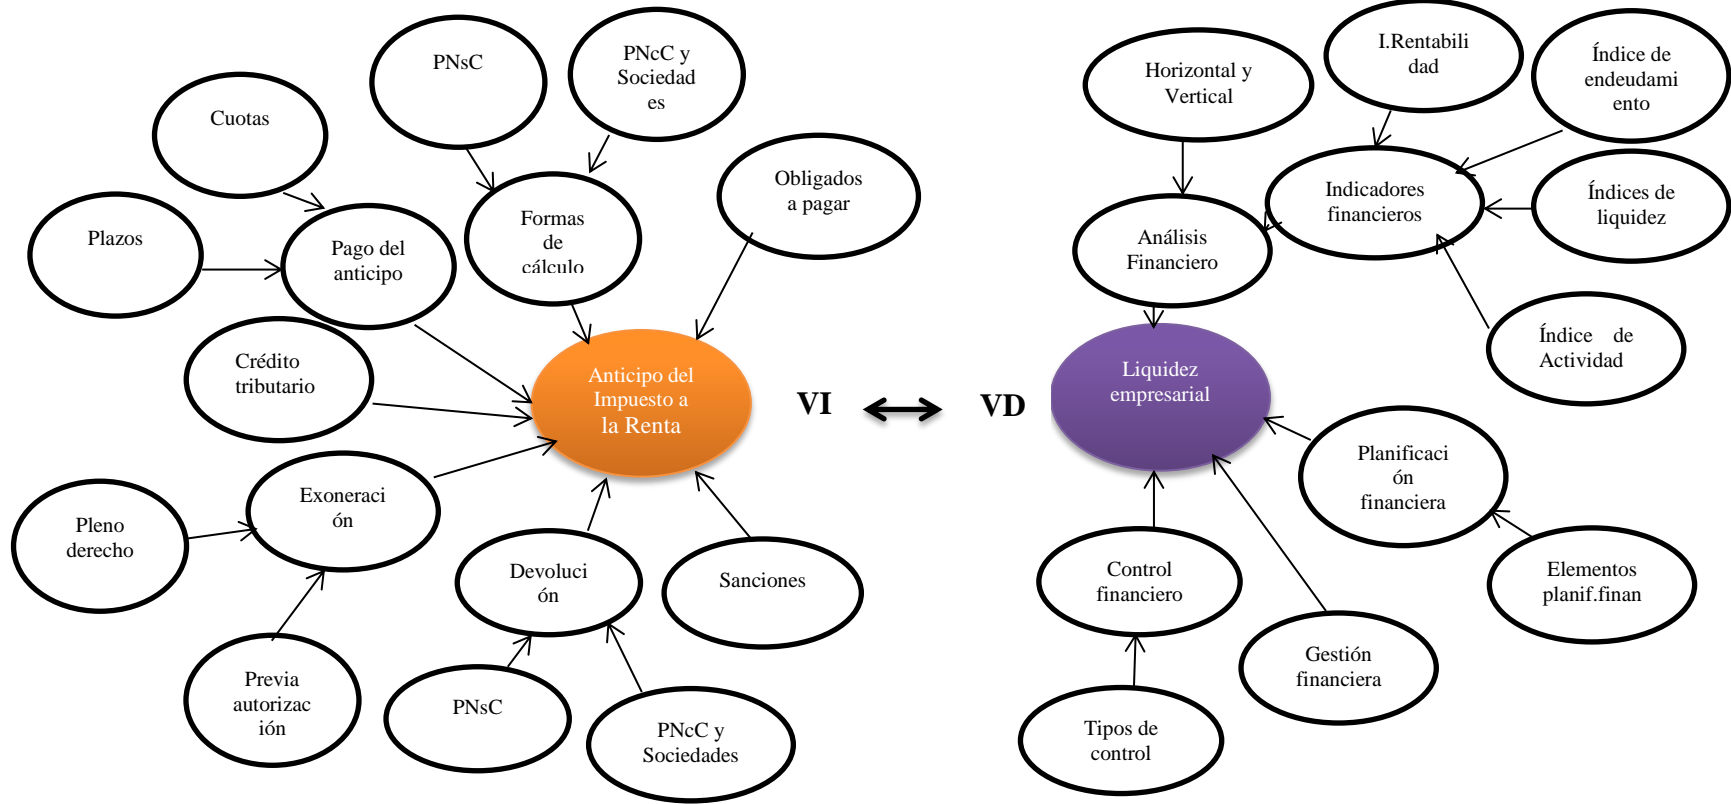 PNsC
PNcC y
Sociedad
es
Cuotas
Obligados
a pagar
Plazos
Pago del
anticipo
Formas
de
cálculo
Crédito
tributario
Anticipo del
Impuesto a
la Renta
Exoneraci
ón
Pleno
derecho
Previa
autorizac
ión
Devoluci
ón
PNsC
PNcC y
Sociedades
Sanciones
VI
VD
Horizontal y
Vertical
I.Rentabili
dad
Índice de
endeudami
ento
Indicadores
financieros
Índices de
liquidez
Análisis
Financiero
Índice de
Actividad
Liquidez
empresarial
Planificaci
ón
financiera
Elementos
planif.finan
Control
financiero
Gestión
financiera
Tipos de
control